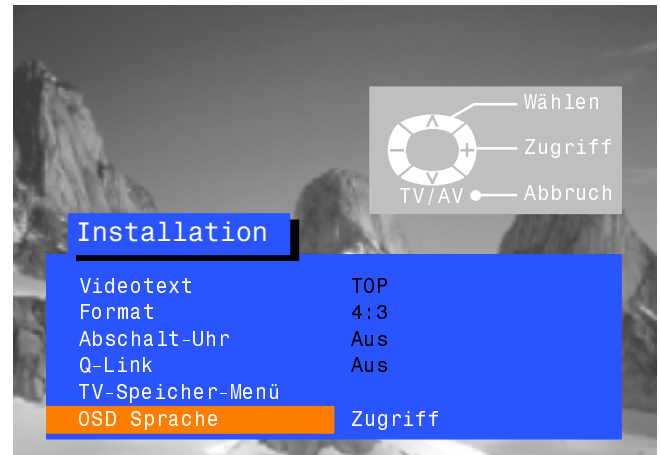 Wählen
Zugriff
TV/AV Abbruch
Installation
Videotext TOP
Format 4:3
Abschalt-Uhr Aus
Q-Link Aus
TV-Speicher-Menü
OSD Sprache Zugriff